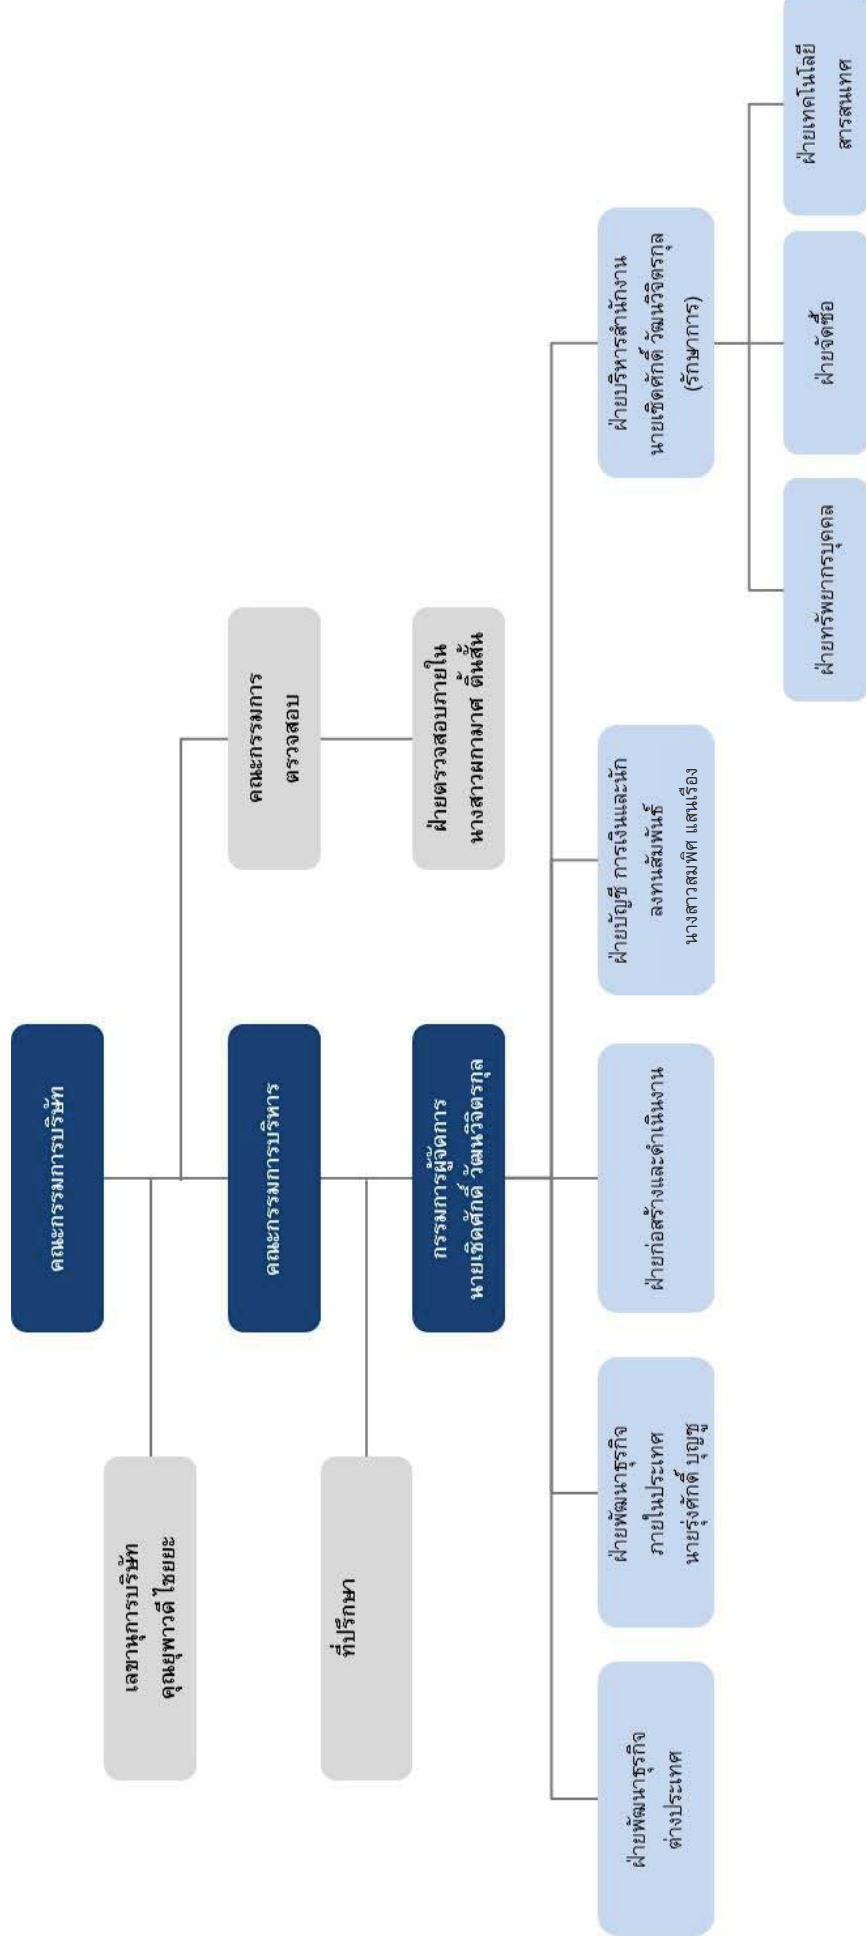 คณะกรรมการบริษัท
เลขานุการบริษัท
คุณยุพาวดี ไชยยะ
คณะกรรมการบริหาร
คณะกรรมการ
ตรวจสอบ
ที่ปรึกษา
กรรมการผู้จัดการ
นายเชิดศักดิ์ วัฒนวิจิตรกุล
ฝ่ายตรวจสอบภายใน
นางสาวผกามาศ ติ้นสั้น
ฝ่ายพัฒนาธุรกิจ
ต่างประเทศ
ฝ่ายพัฒนาธุรกิจ
ภายในประเทศ
นายรุ่งศักดิ์ บุญชู
ฝ่ายก่อสร้างและดำเนินงาน
ฝ่ายบัญชี การเงินและนัก
ลงทุนสัมพันธ์
นางสาวสมพิศ แสนเรือง
ฝ่ายบริหารสำนักงาน
นายเชิดศักดิ์ วัฒนวิจิตรกุล
(รักษาการ)
ฝ่ายทรัพยากรบุคคล
ฝ่ายจัดซื้อ
ฝ่ายเทคโนโลยี
สารสนเทศ